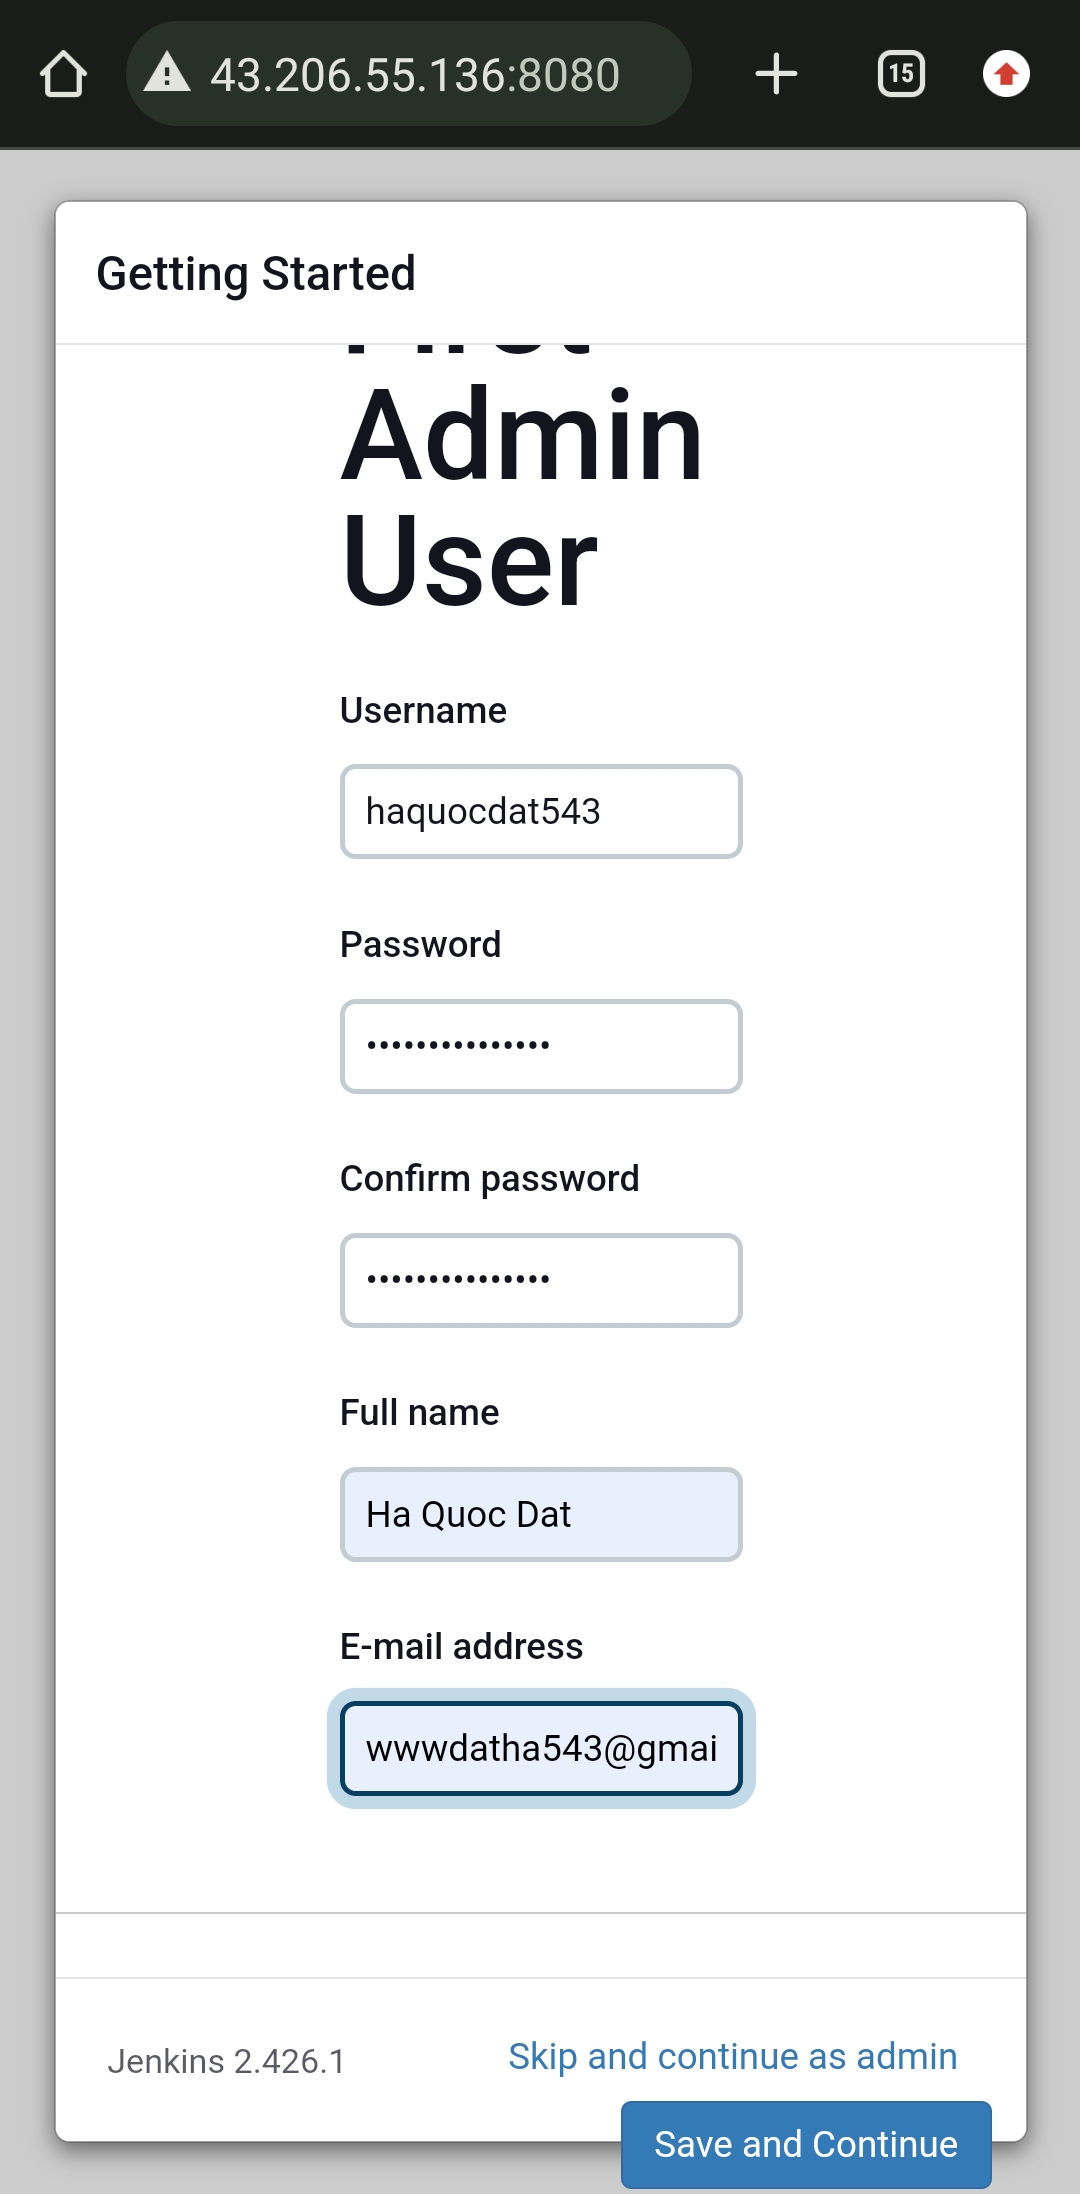 43.206.55.136:8080
15
Getting Started
First
Admin
User
Username
haquocdat543
Password
•••••••••••••••
Confirm password
•••••••••••••••
Full name
Ha Quoc Dat
E-mail address
wwwdatha543@gmai
Jenkins 2.426.1
Skip and continue as admin
Save and Continue